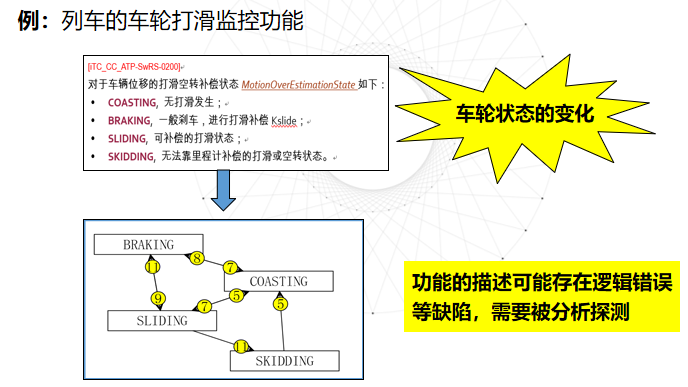 例：列车的车轮打滑监控功能
[iTC_CC_ATP-SwRS-0200]
对于车辆位移的打滑空转补偿状态 MotionOverEstimationState 如下：
• COASTING, 无打滑发生；
• BRAKING, 一般刹车，进行打滑补偿 Kslide；
• SLIDING, 可补偿的打滑状态；
• SKIDDING, 无法靠里程计补偿的打滑或空转状态。
车轮状态的变化
BRAKING
11
8
7
COASTING
9
7
5
5
SLIDING
11
SKIDDING
功能的描述可能存在逻辑错误
等缺陷，需要被分析探测